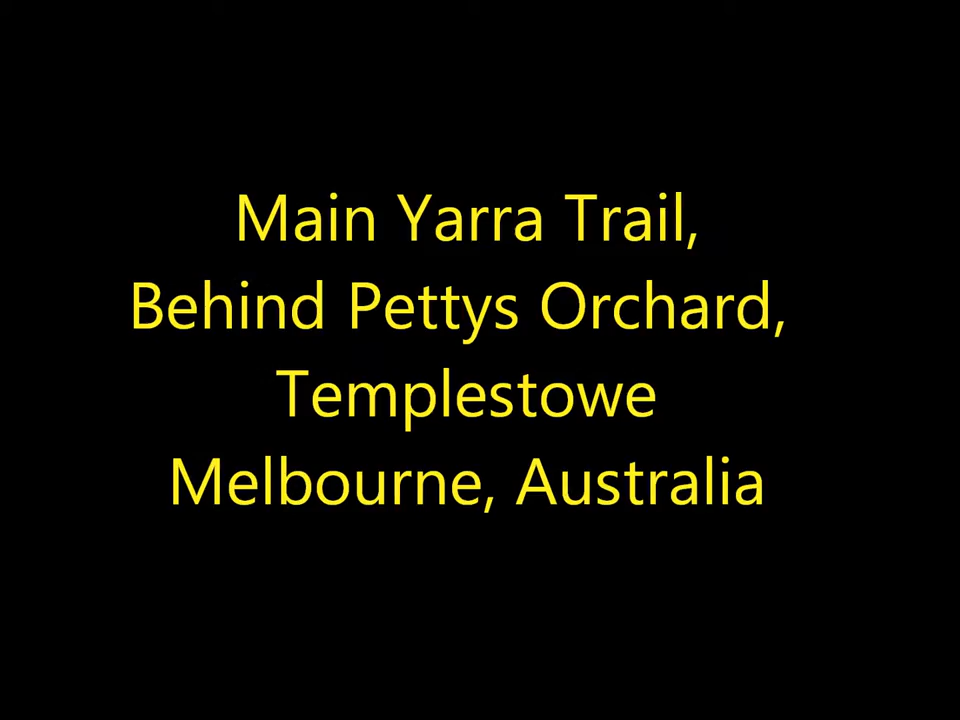 Main Yarra Trail,
Behind Pettys Orchard,
Templestowe
Melbourne, Australia